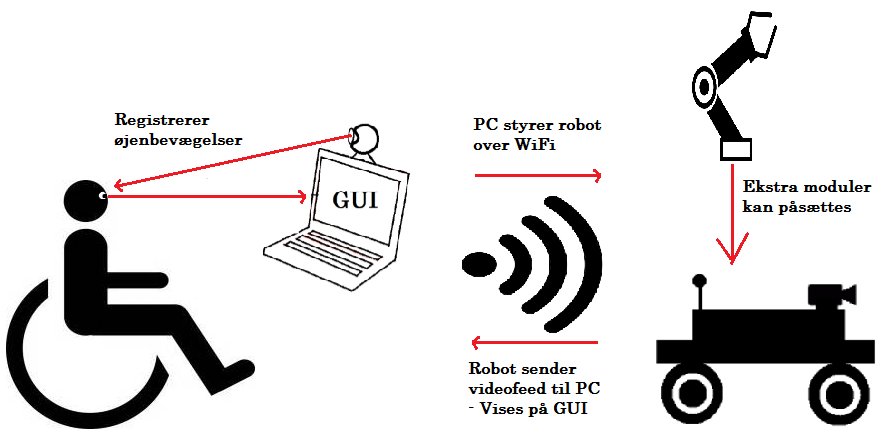 Registrerer
øjenbevægelser
GUI
PC styrer robot
over WiFi
Ekstra moduler
kan påsættes
Robot sender
videofeed til PC
- Vises på GUI